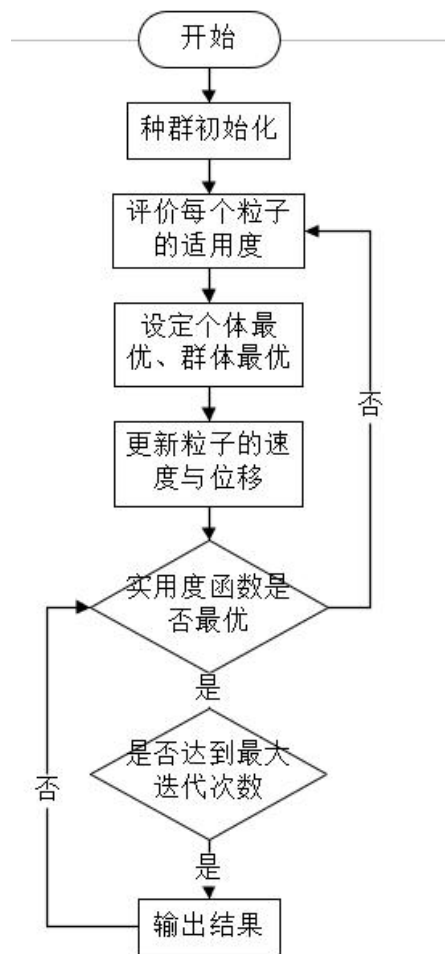 开始
种群初始化
评价每个粒子
的适用度
设定个体最
优、群体最优
否
更新粒子的速
度与位移
实用度函数是
否最优
是
是否达到最大
迭代次数
否
是
输出结果